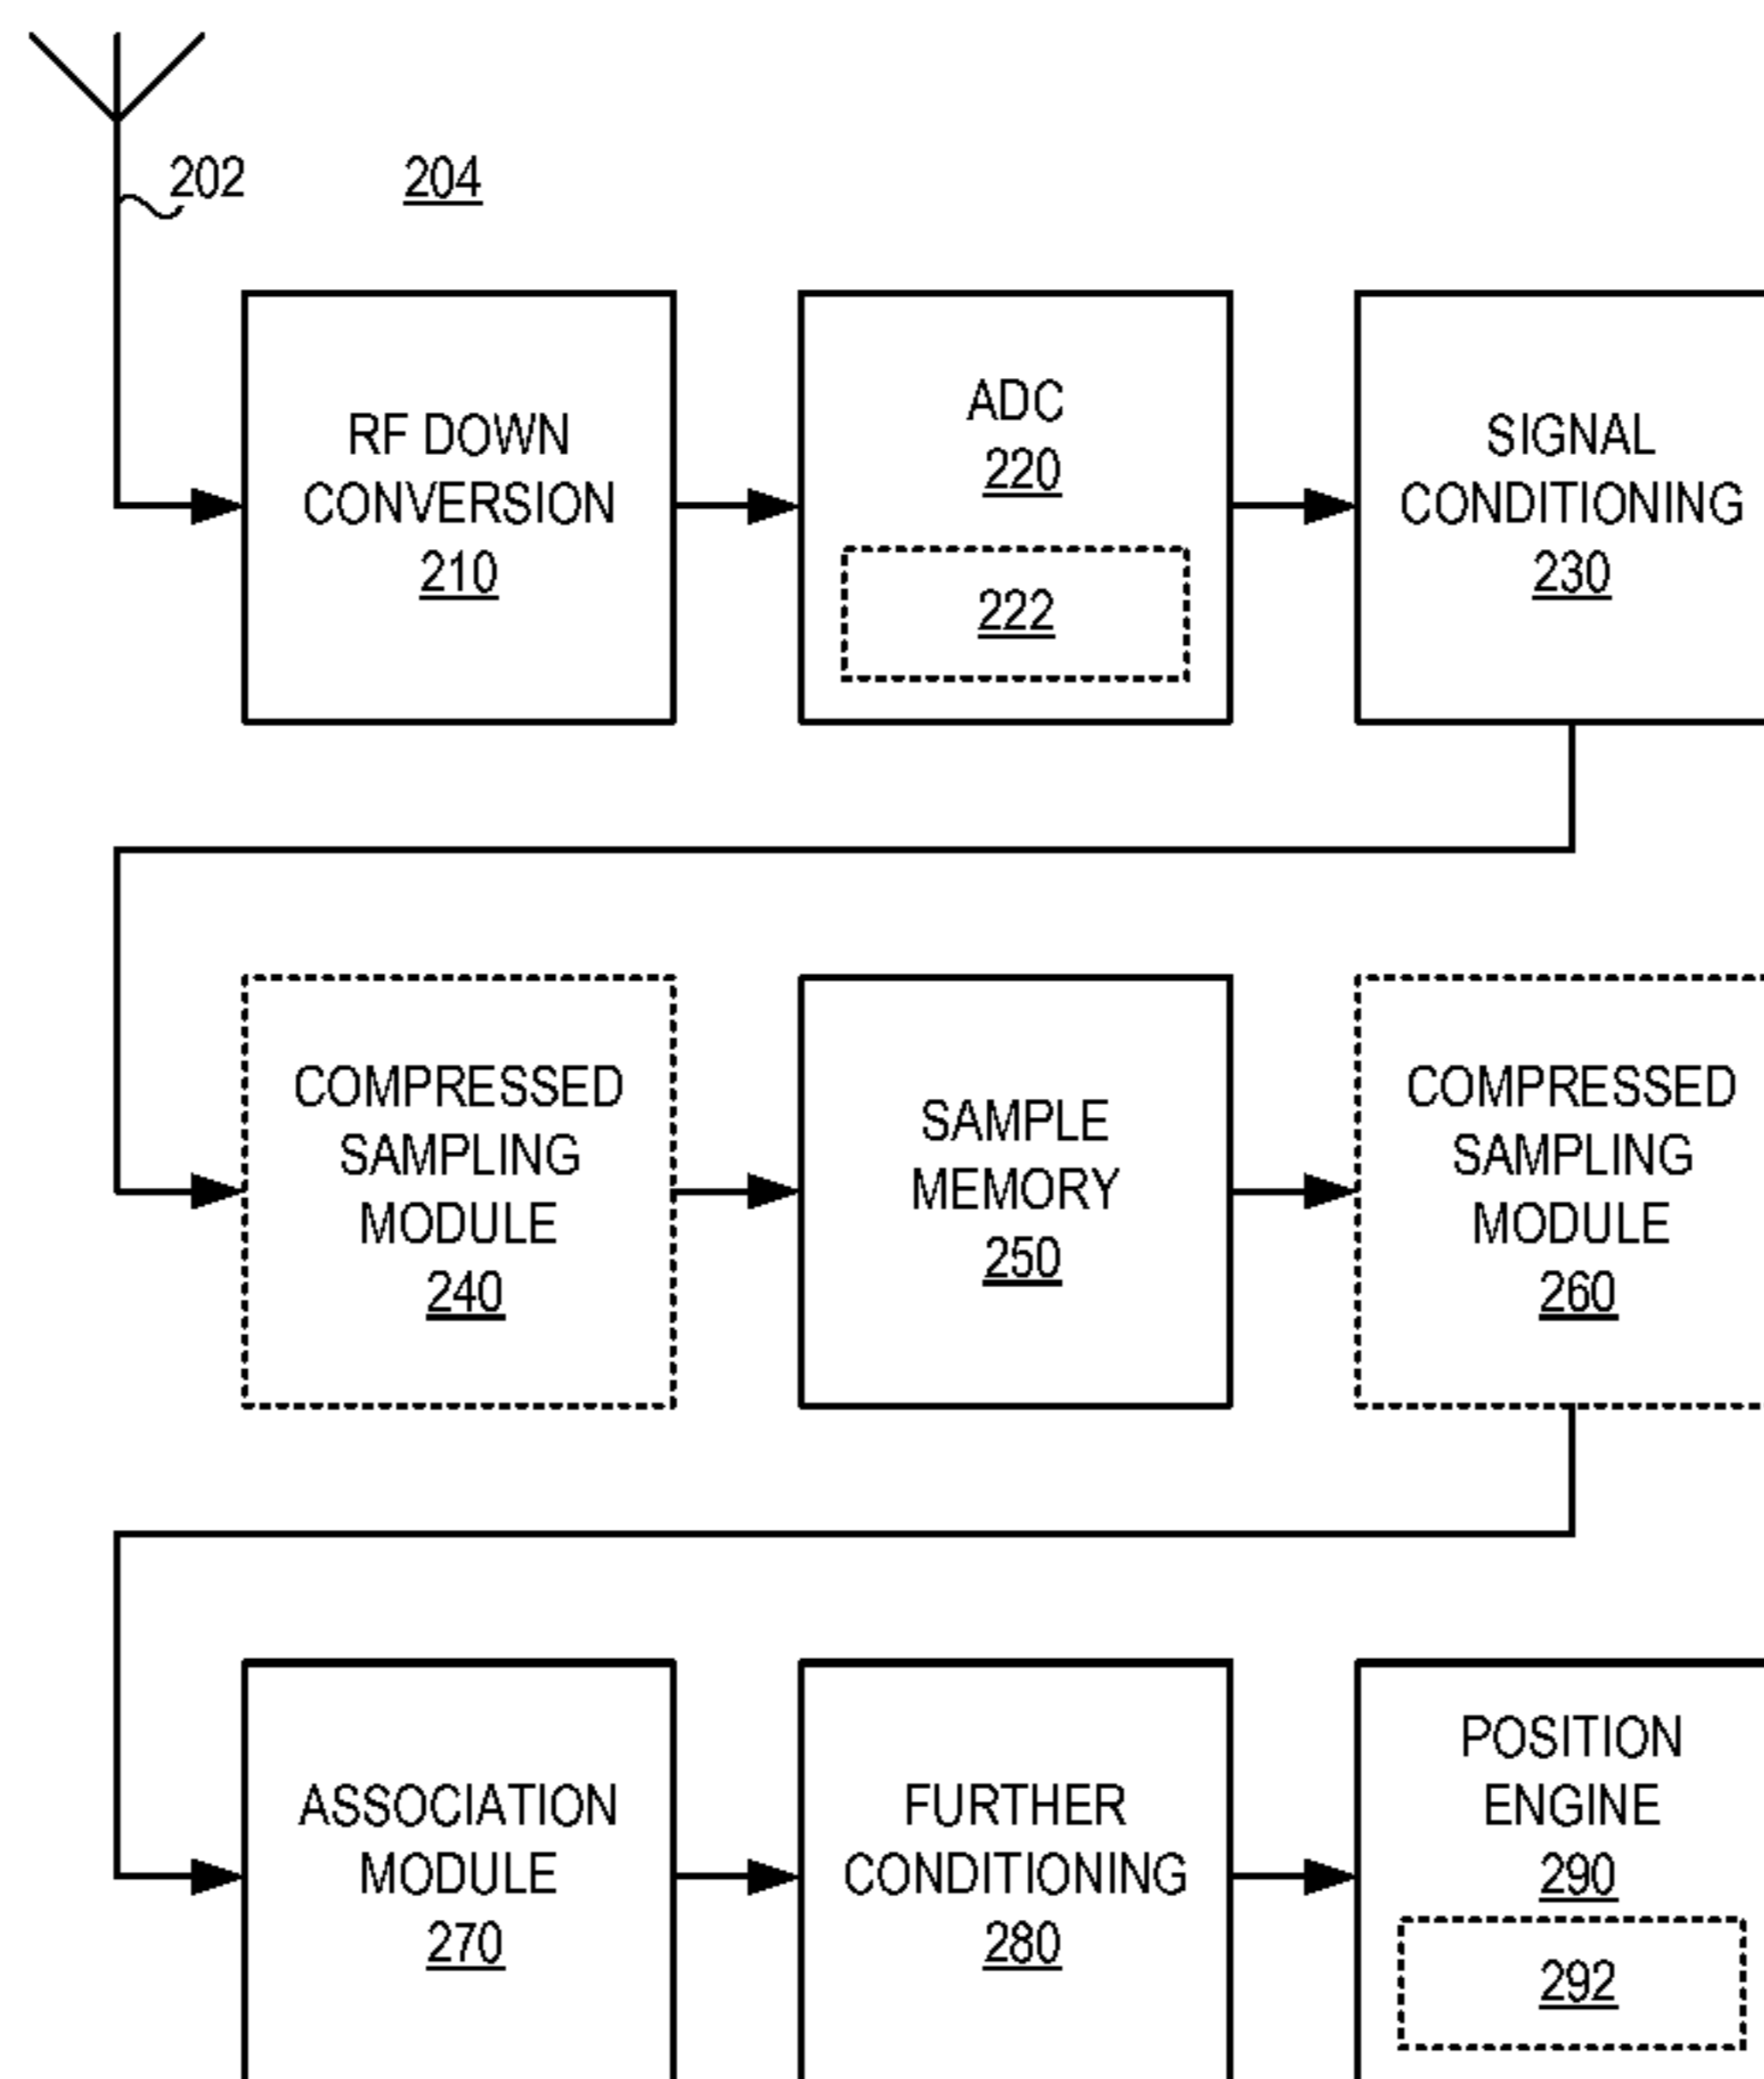 202
204
RF DOWN
CONVERSION
210
ADC
220
222
SIGNAL
CONDITIONING
230
COMPRESSED
SAMPLING
MODULE
240
SAMPLE
MEMORY
250
COMPRESSED
SAMPLING
MODULE
260
ASSOCIATION
MODULE
270
FURTHER
CONDITIONING
280
POSITION
ENGINE
290
292